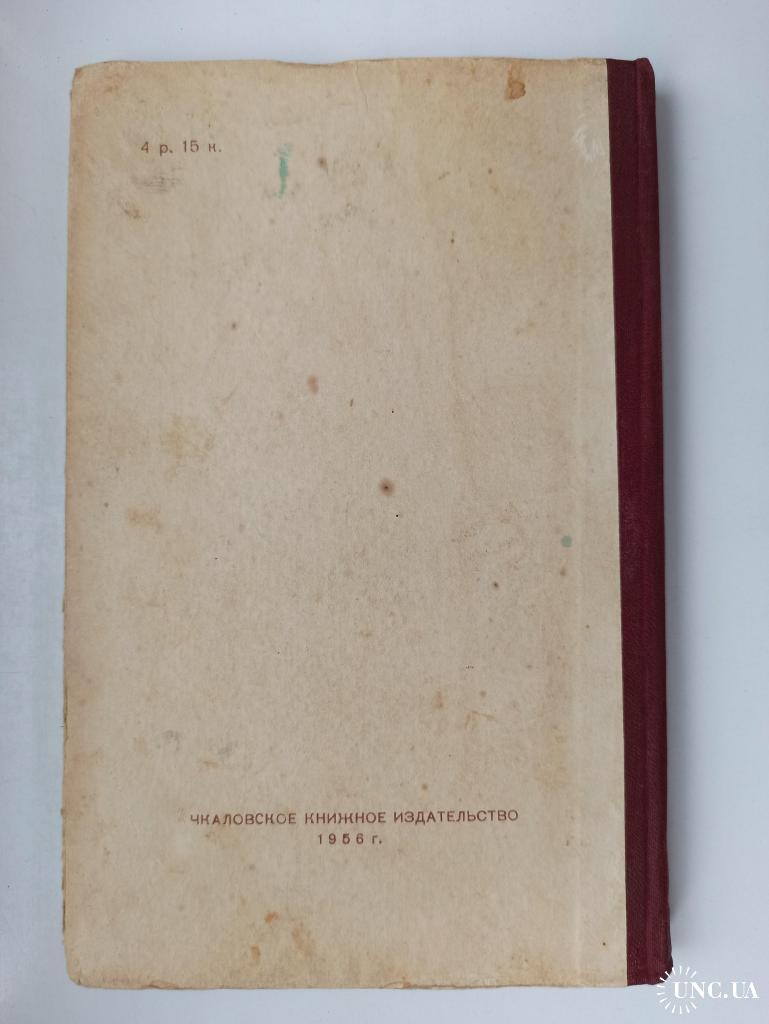 4 р. 15 к.
ЧКАЛОВСКОЕ КНИЖНОЕ ИЗДАТЕЛЬСТВО
1956 г.
UNC.UA